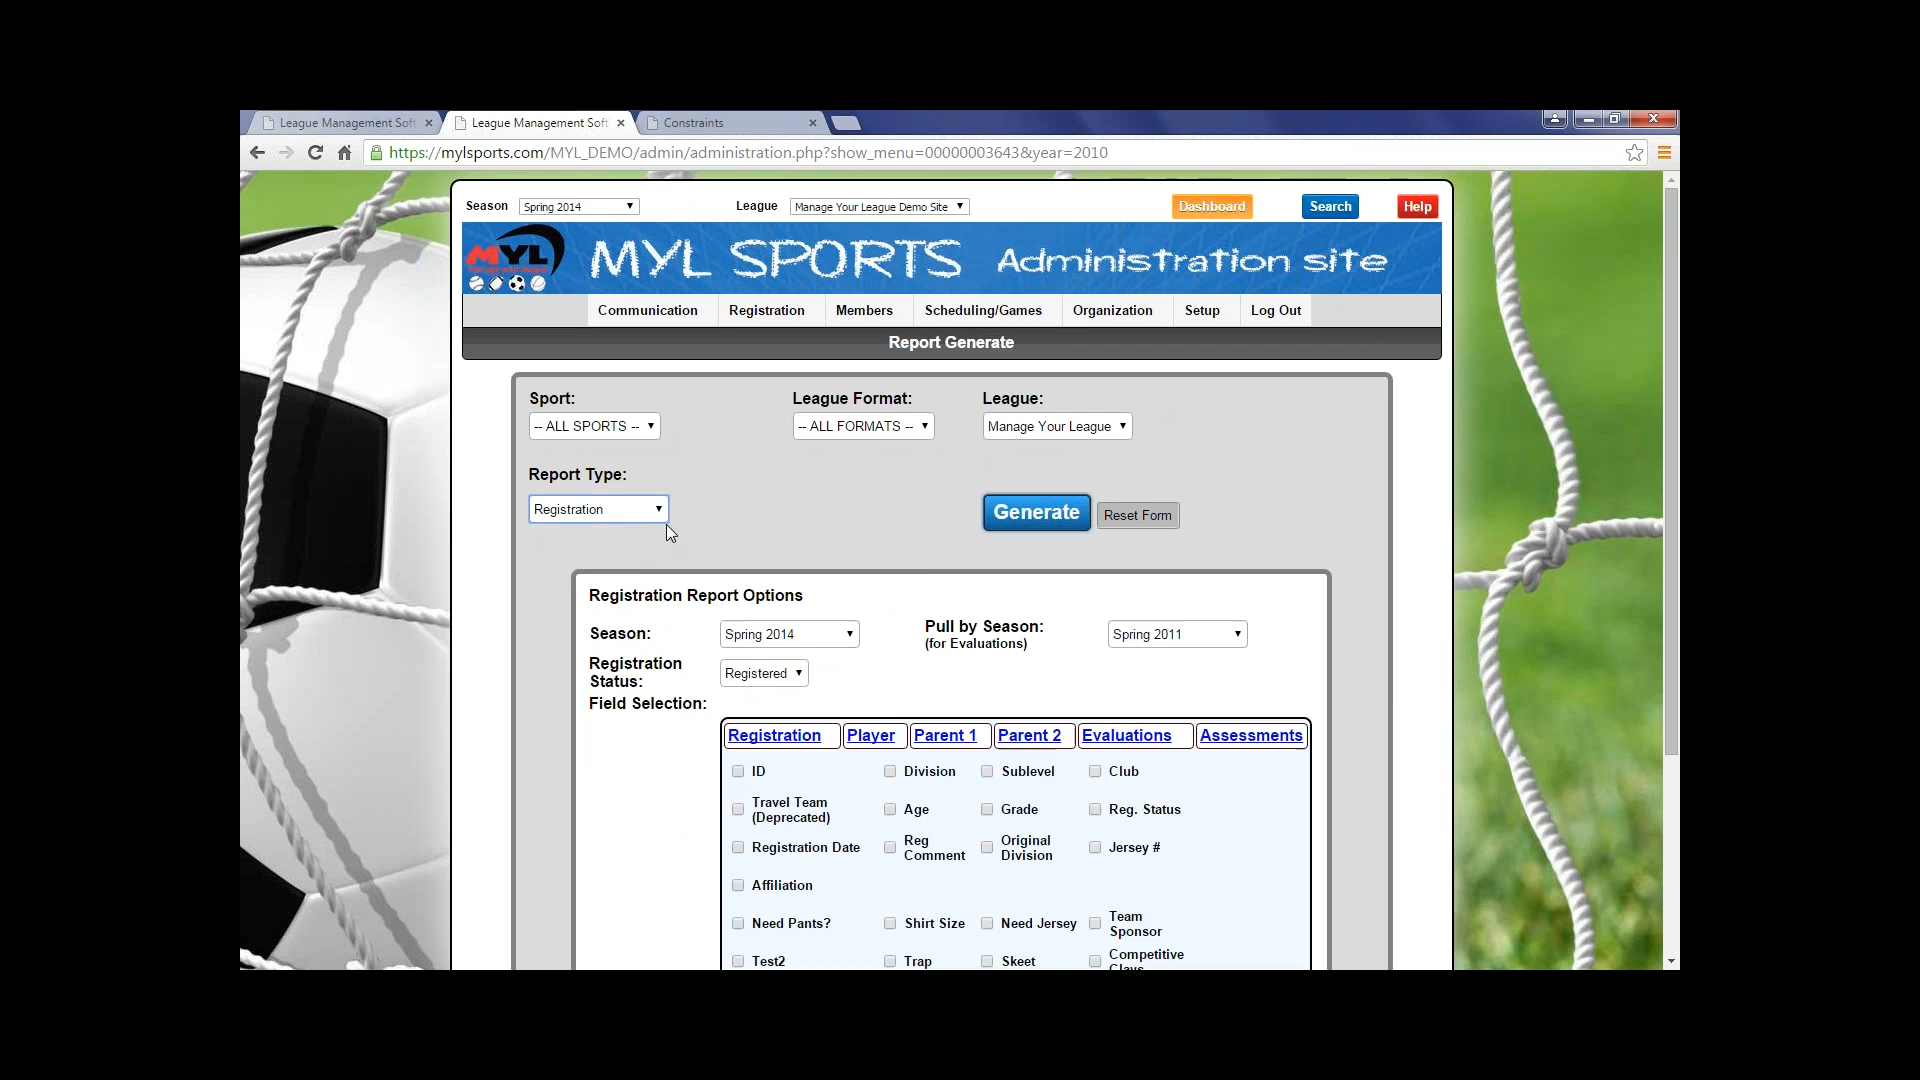 League Management Soft
League Management Soft
Constraints
https://mylsports.com/MYL_DEMO/admin/administration.php?show_menu=00000003643&year=2010
Season Spring 2014 League Manage Your League Demo Site Dashboard Search Help
MYL MYL SPORTS Administration site
Communication Registration Members Scheduling/Games Organization Setup Log Out
Report Generate
Sport: League Format: League:
-- ALL SPORTS -- -- ALL FORMATS -- Manage Your League
Report Type:
Registration Generate Reset Form
Registration Report Options
Season: Spring 2014 Pull by Season: Spring 2011
(for Evaluations)
Registration
Status: Registered
Field Selection:
Registration Player Parent 1 Parent 2 Evaluations Assessments
ID Division Sublevel Club
Travel Team
(Deprecated) Age Grade Reg. Status
Registration Date Reg
Comment Original
Division Jersey #
Affiliation
Need Pants? Shirt Size Need Jersey Team
Sponsor
Test2 Trap Skeet Competitive
Clays